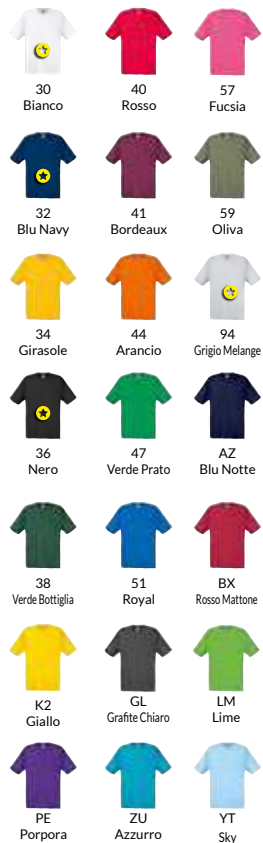 30 40 57
Bianco Rosso Fucsia
32 41 59
Blu Navy Bordeaux Oliva
34 44 94
Girasole Arancio Grigio Melange
36 47 AZ
Nero Verde Prato Blu Notte
38 51 BX
Verde Bottiglia Royal Rosso Mattone
K2 GL LM
Giallo Grafite Chiaro Lime
PE ZU YT
Porpora Azzurro Sky